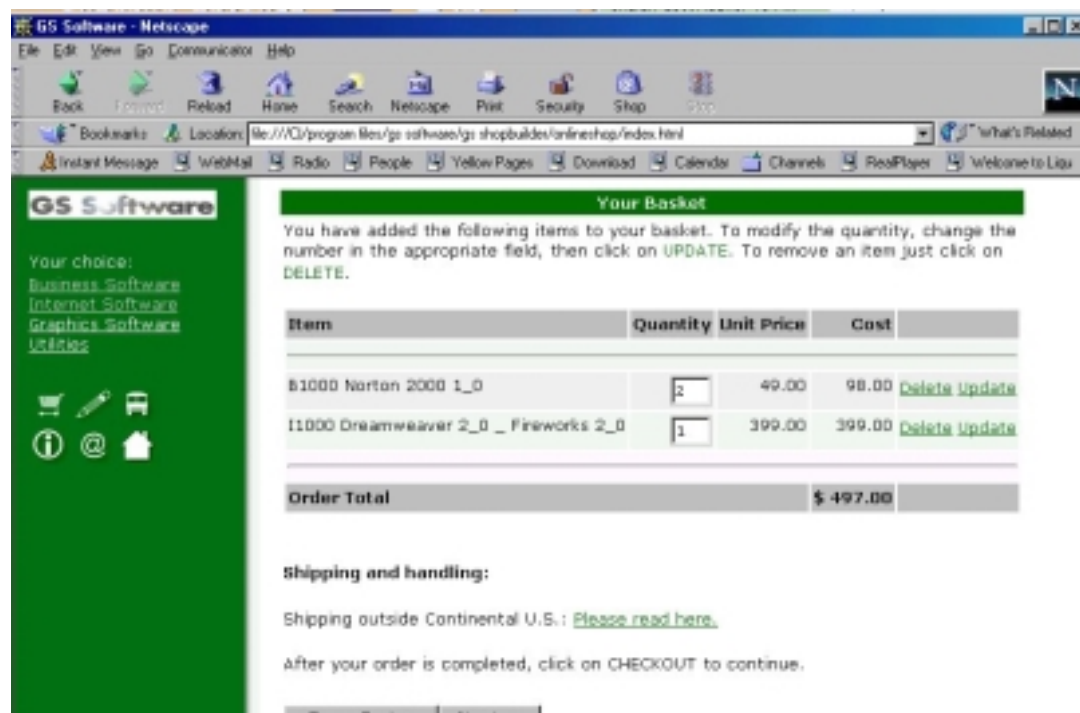 GS Software - Netscape
File Edit View Go Communicator Help
Back Forward Reload Home Search Netscape Print Security Shop Stop
N
Bookmarks Location: file:///C|/program files/gs software/gs shopbuilder/onlineshop/index.html What's Related
Instant Message WebMail Radio People Yellow Pages Download Calendar Channels RealPlayer Welcome to Liqu
GS Software
Your choice:
Business Software
Internet Software
Graphics Software
Utilities
Your Basket
You have added the following items to your basket. To modify the quantity, change the
number in the appropriate field, then click on UPDATE. To remove an item just click on
DELETE.
Item Quantity Unit Price Cost
B1000 Norton 2000 1_0 2 49.00 98.00 Delete Update
I1000 Dreamweaver 2_0 _ Fireworks 2_0 1 399.00 399.00 Delete Update
Order Total $ 497.00
Shipping and handling:
Shipping outside Continental U.S.: Please read here.
After your order is completed, click on CHECKOUT to continue.